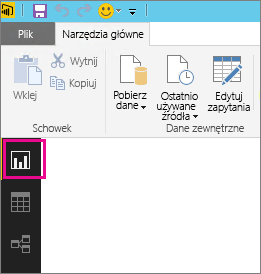 Plik
Narzędzia główne
Wklej
Wytnij
Kopiuj
Pobierz
dane
Ostatnio
używane
źródła
Edytuj
zapytania
Schowek
Dane zewnętrzne